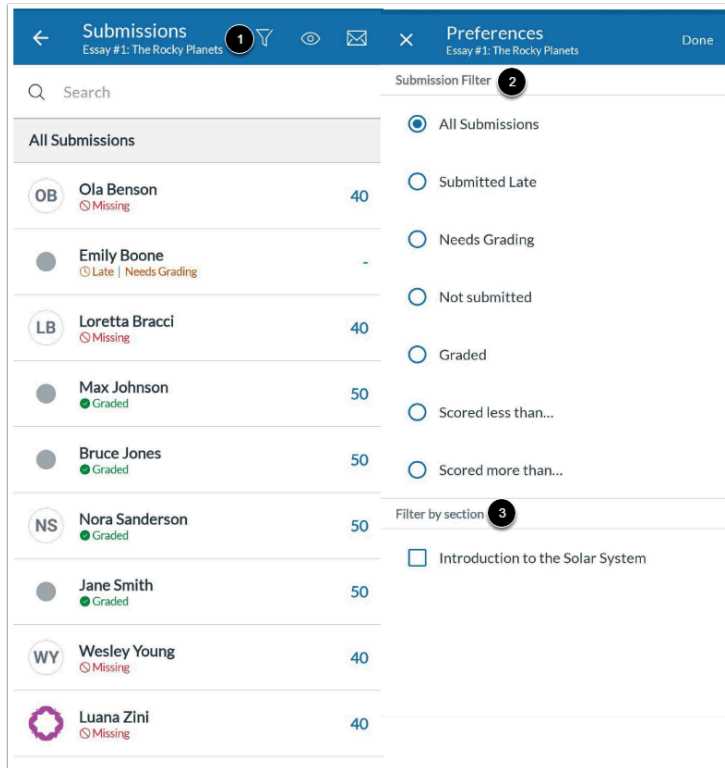 Submissions
Essay #1: The Rocky Planets
1
Search
All Submissions
OB
Ola Benson
Missing
40
Emily Boone
Late | Needs Grading
-
LB
Loretta Bracci
Missing
40
Max Johnson
Graded
50
Bruce Jones
Graded
50
NS
Nora Sanderson
Graded
50
Jane Smith
Graded
50
WY
Wesley Young
Missing
40
Luana Zini
Missing
40
Preferences
Essay #1: The Rocky Planets
Done
Submission Filter 2
All Submissions
Submitted Late
Needs Grading
Not submitted
Graded
Scored less than...
Scored more than...
Filter by section 3
Introduction to the Solar System